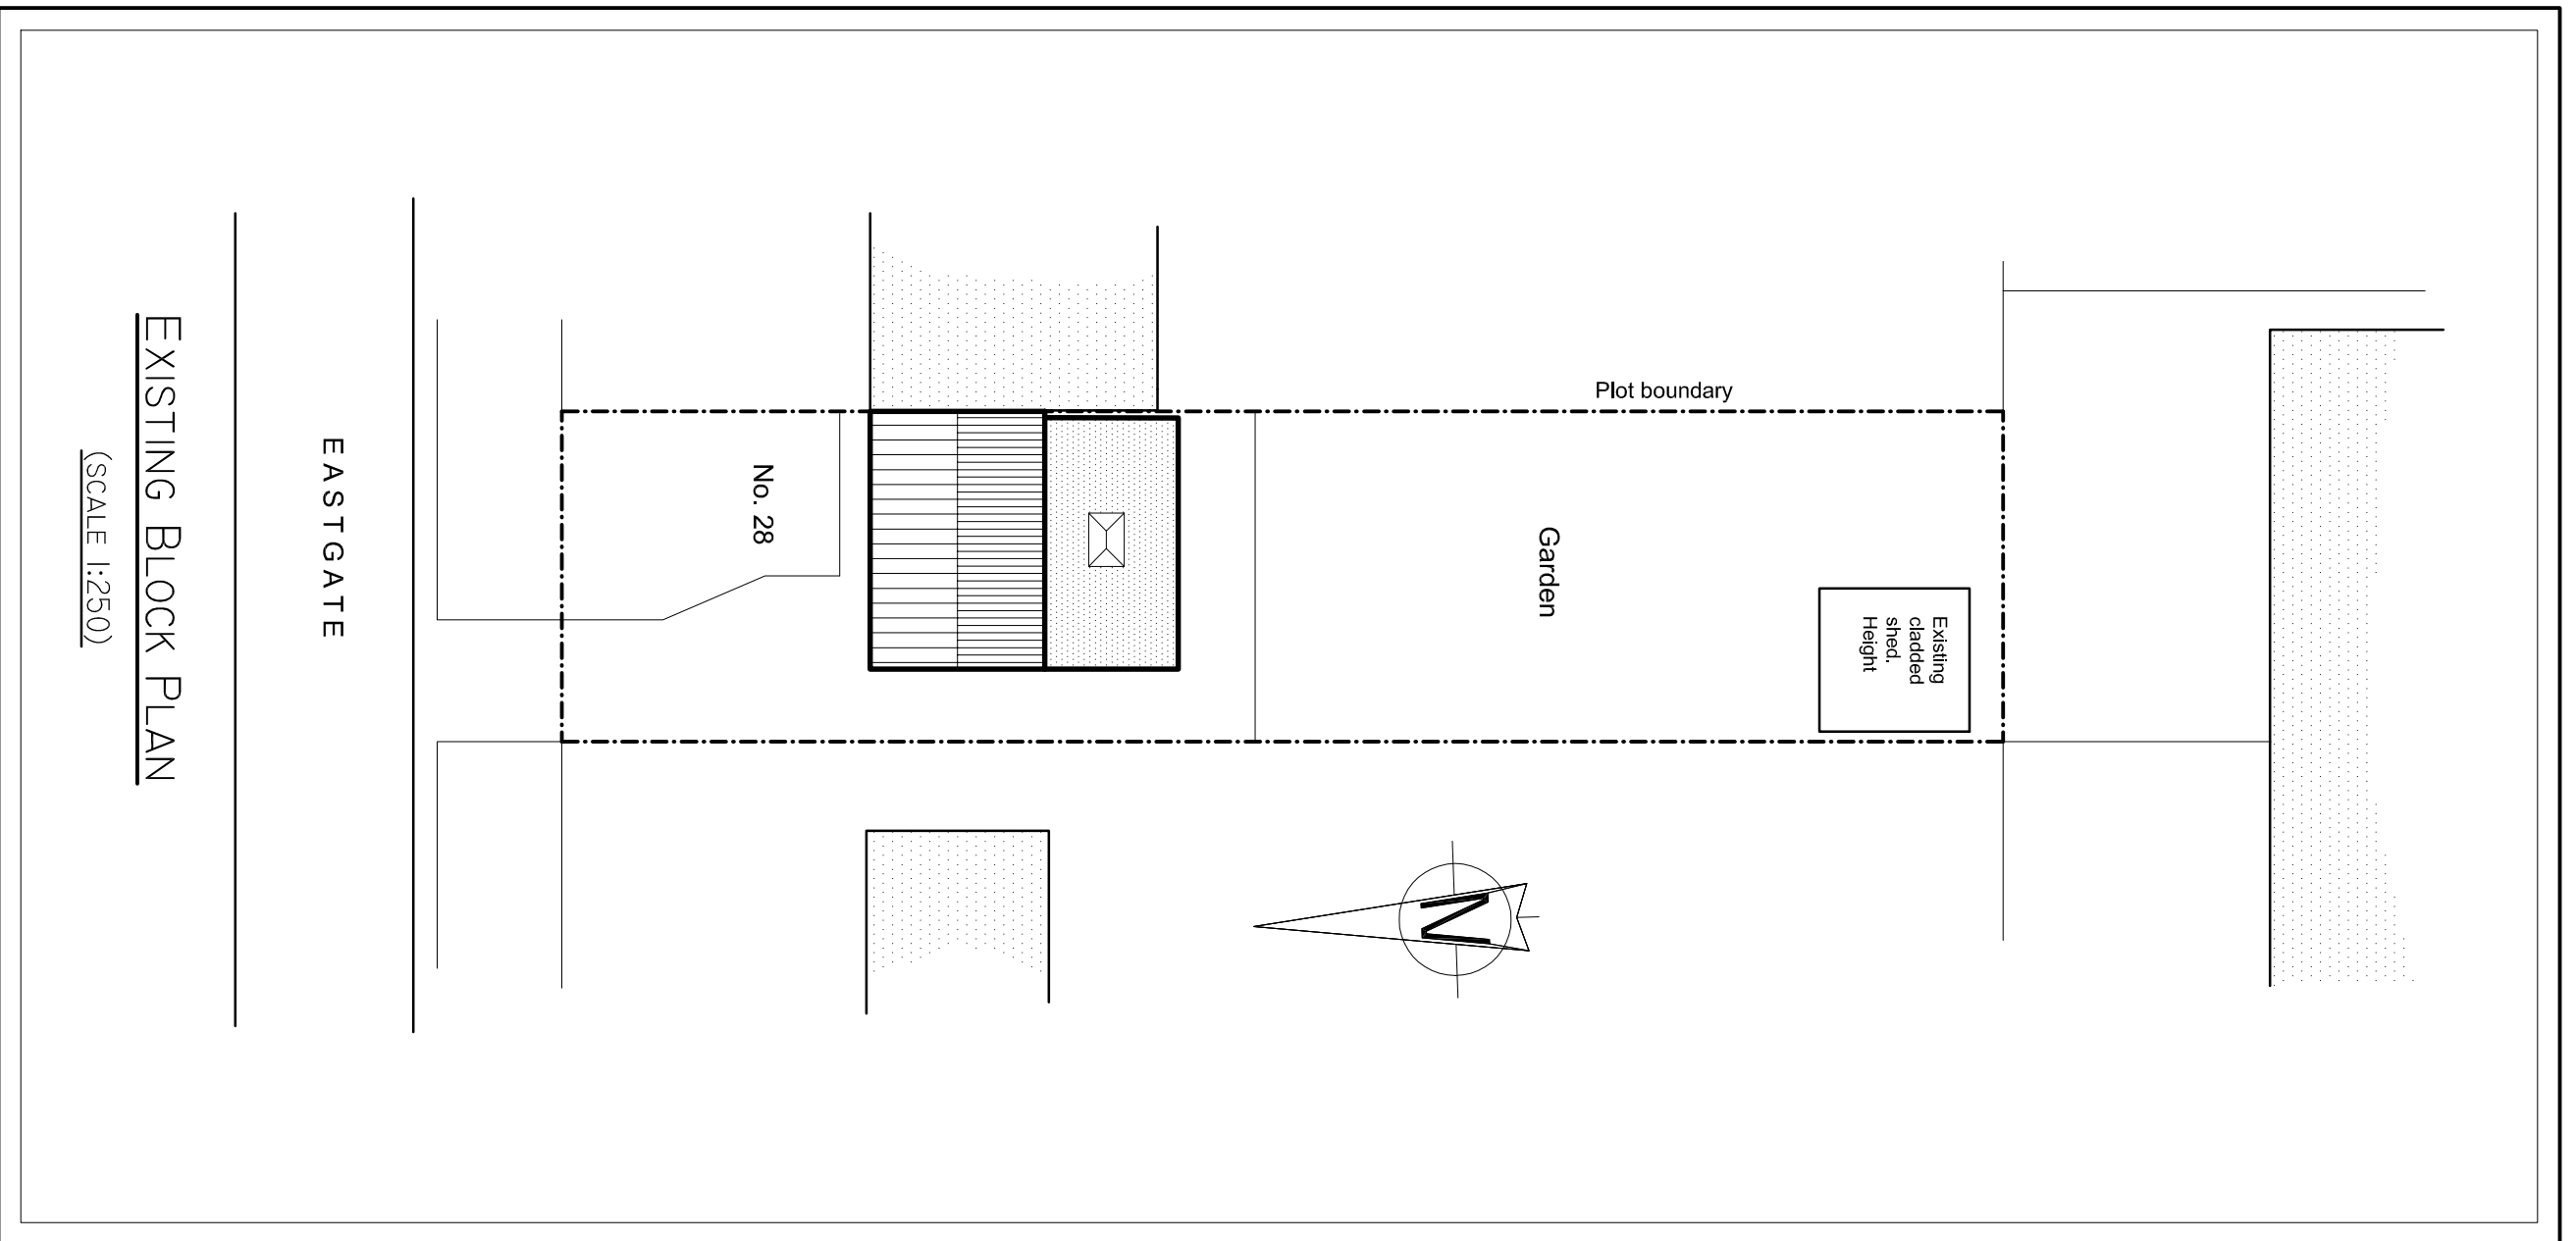 Plot boundary
Existing
cladded
shed.
Height
Garden
No. 28
EASTGATE
EXISTING BLOCK PLAN
(SCALE 1:250)
N